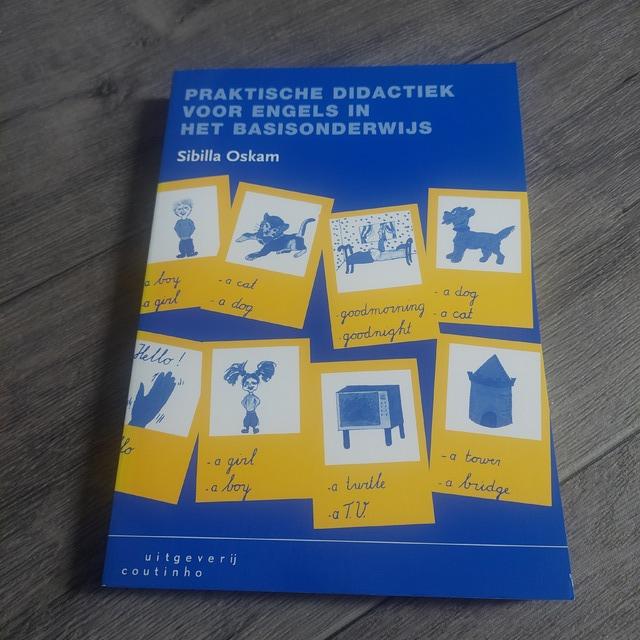 PRAKTISCHE DIDACTIEK
VOOR ENGELS IN
HET BASISONDERWIJS
Sibilla Oskam
a boy
a girl
- a cat
- a dog
- goodmorning
- goodnight
- a dog
- a cat
Hello!
llo
- a girl
- a boy
- a turtle
- a T.V.
- a tower
- a bridge
uitgeverij
coutinho